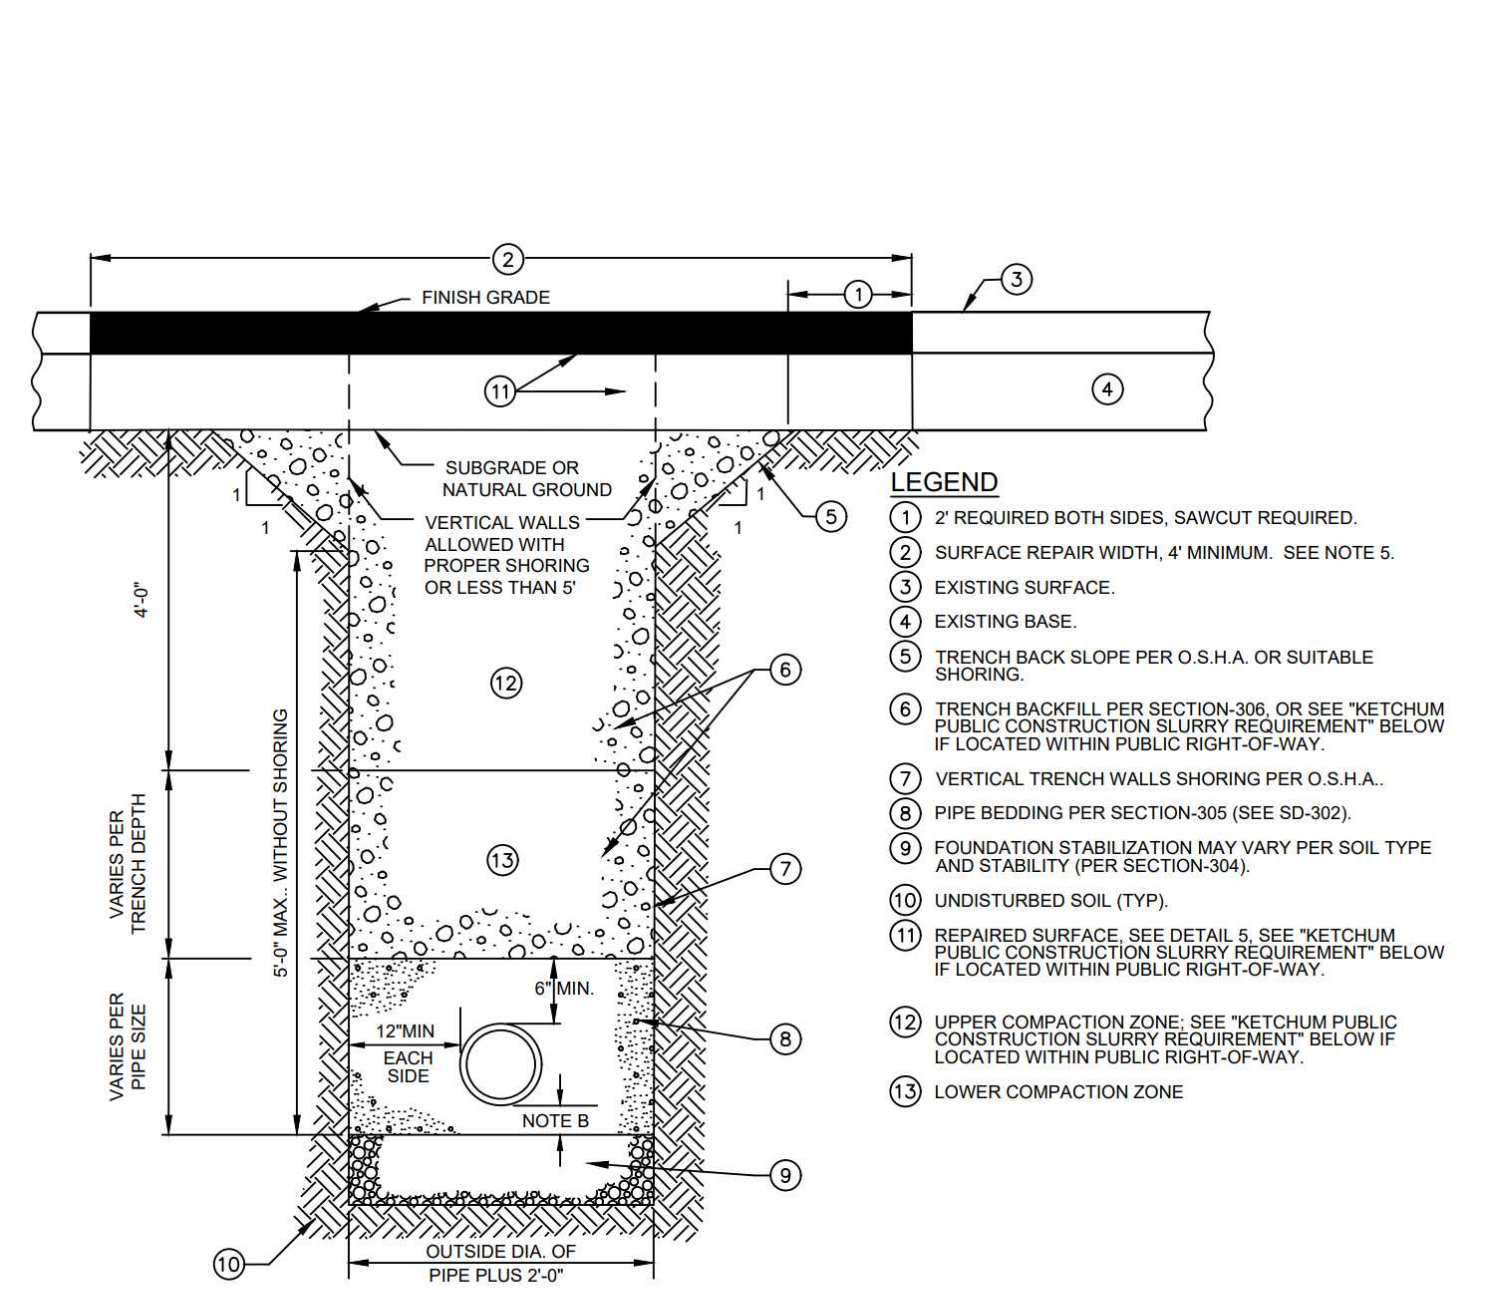 2
1
3
FINISH GRADE
11
4
SUBGRADE OR
NATURAL GROUND
1
1
1
1
5
VERTICAL WALLS
ALLOWED WITH
PROPER SHORING
OR LESS THAN 5'
4'-0"
12
6
5'-0" MAX.. WITHOUT SHORING
VARIES PER
TRENCH DEPTH
13
7
VARIES PER
PIPE SIZE
6" MIN.
12"MIN
EACH
SIDE
8
NOTE B
9
10
OUTSIDE DIA. OF
PIPE PLUS 2'-0"
LEGEND
1 2' REQUIRED BOTH SIDES, SAWCUT REQUIRED.
2 SURFACE REPAIR WIDTH, 4' MINIMUM. SEE NOTE 5.
3 EXISTING SURFACE.
4 EXISTING BASE.
5 TRENCH BACK SLOPE PER O.S.H.A. OR SUITABLE
SHORING.
6 TRENCH BACKFILL PER SECTION-306, OR SEE "KETCHUM
PUBLIC CONSTRUCTION SLURRY REQUIREMENT" BELOW
IF LOCATED WITHIN PUBLIC RIGHT-OF-WAY.
7 VERTICAL TRENCH WALLS SHORING PER O.S.H.A..
8 PIPE BEDDING PER SECTION-305 (SEE SD-302).
9 FOUNDATION STABILIZATION MAY VARY PER SOIL TYPE
AND STABILITY (PER SECTION-304).
10 UNDISTURBED SOIL (TYP).
11 REPAIRED SURFACE, SEE DETAIL 5, SEE "KETCHUM
PUBLIC CONSTRUCTION SLURRY REQUIREMENT" BELOW
IF LOCATED WITHIN PUBLIC RIGHT-OF-WAY.
12 UPPER COMPACTION ZONE; SEE "KETCHUM PUBLIC
CONSTRUCTION SLURRY REQUIREMENT" BELOW IF
LOCATED WITHIN PUBLIC RIGHT-OF-WAY.
13 LOWER COMPACTION ZONE